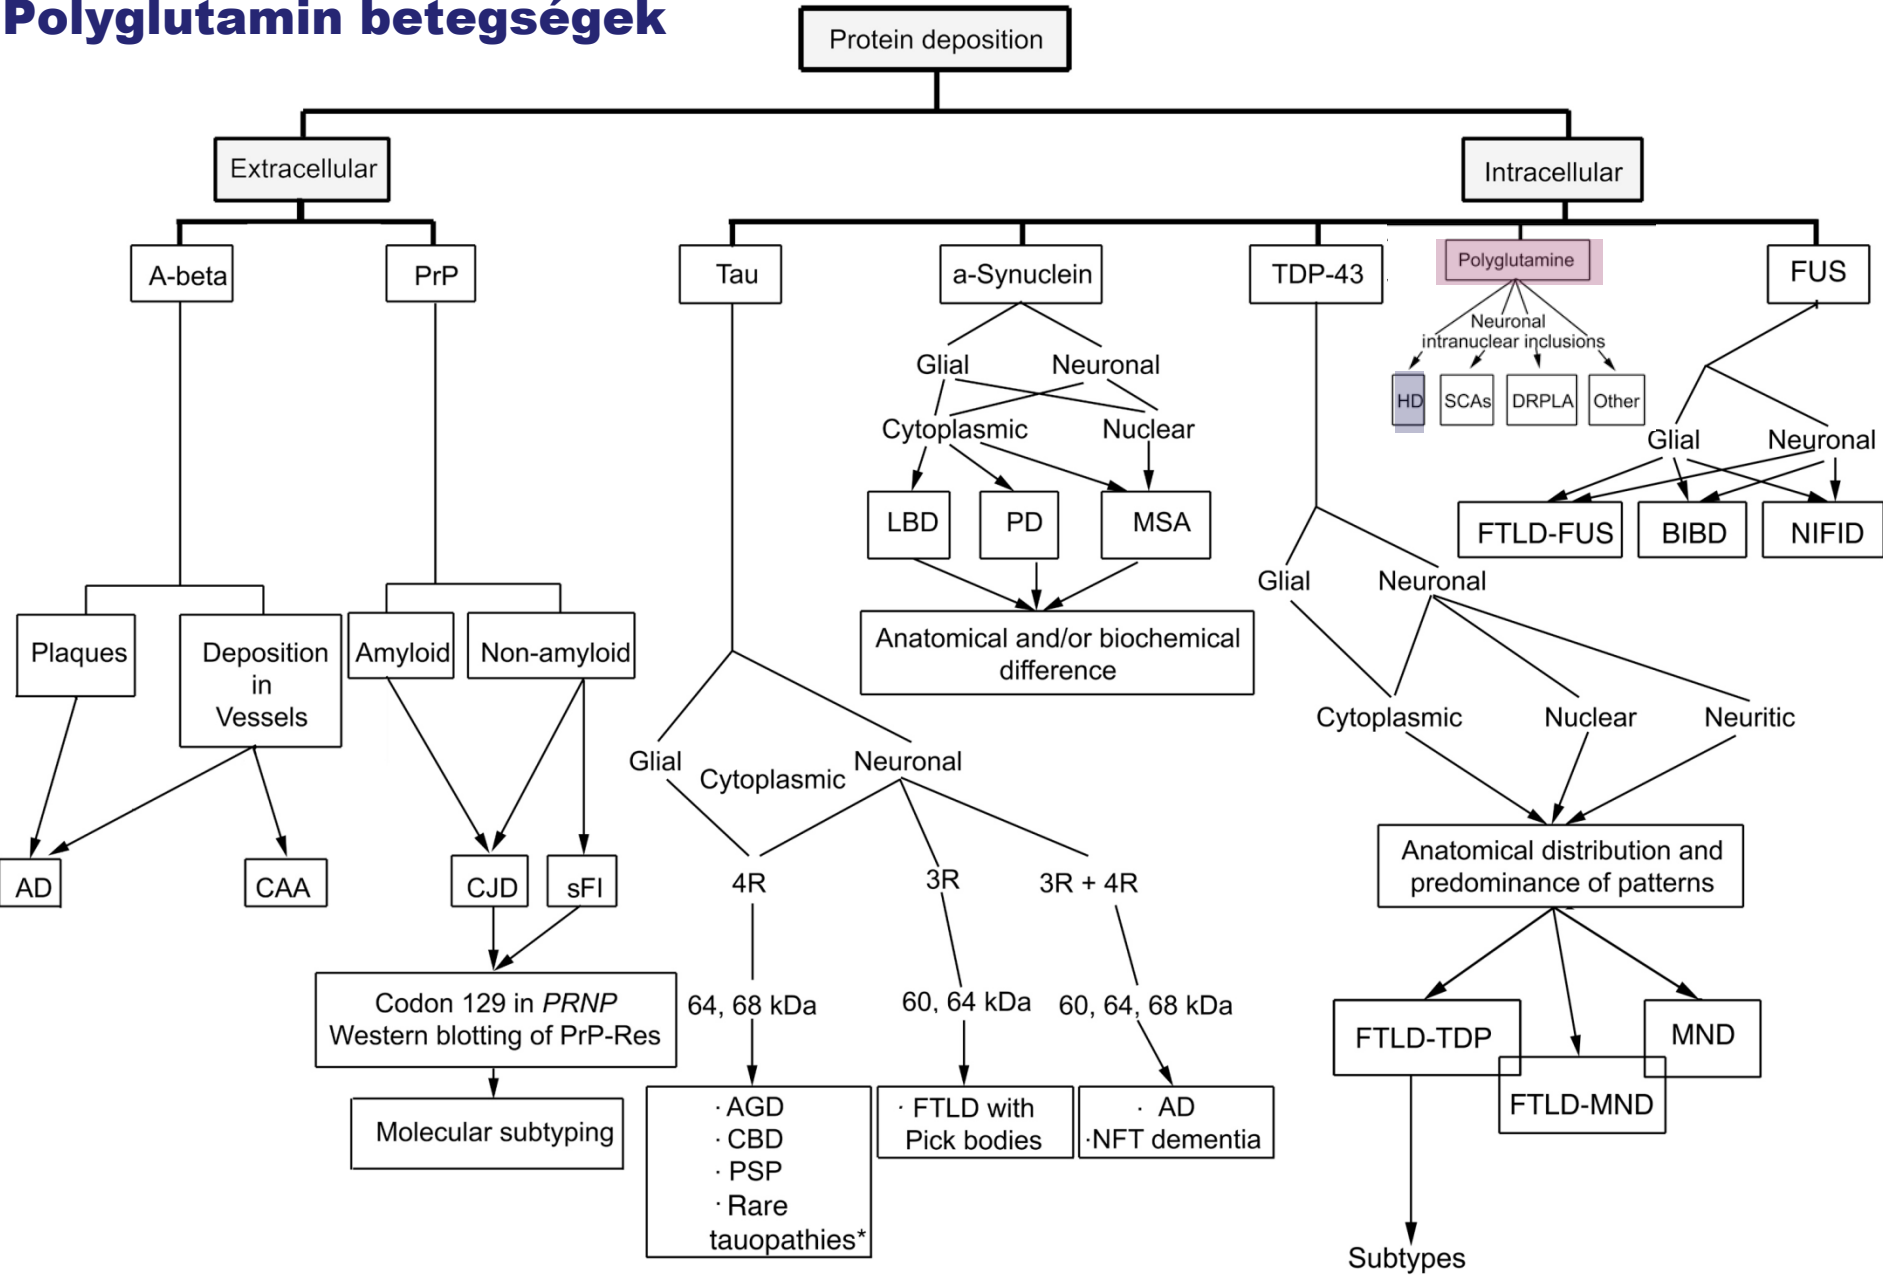 Polyglutamin betegségek
Protein deposition
Extracellular
Intracellular
A-beta
PrP
Tau
a-Synuclein
TDP-43
Polyglutamine
FUS
Neuronal
intranuclear inclusions
HD
SCAs
DRPLA
Other
Glial
Neuronal
Cytoplasmic
Nuclear
LBD
PD
MSA
Anatomical and/or biochemical
difference
Glial
Neuronal
FTLD-FUS
BIBD
NIFID
Glial
Neuronal
Cytoplasmic
Nuclear
Neuritic
Anatomical distribution and
predominance of patterns
FTLD-TDP
MND
FTLD-MND
Subtypes
Plaques
Deposition
in
Vessels
Amyloid
Non-amyloid
AD
CAA
CJD
sFI
Codon 129 in PRNP
Western blotting of PrP-Res
Molecular subtyping
Glial
Cytoplasmic
Neuronal
4R
3R
3R + 4R
64, 68 kDa
60, 64 kDa
60, 64, 68 kDa
· AGD
· CBD
· PSP
· Rare
tauopathies*
· FTLD with
Pick bodies
· AD
·NFT dementia